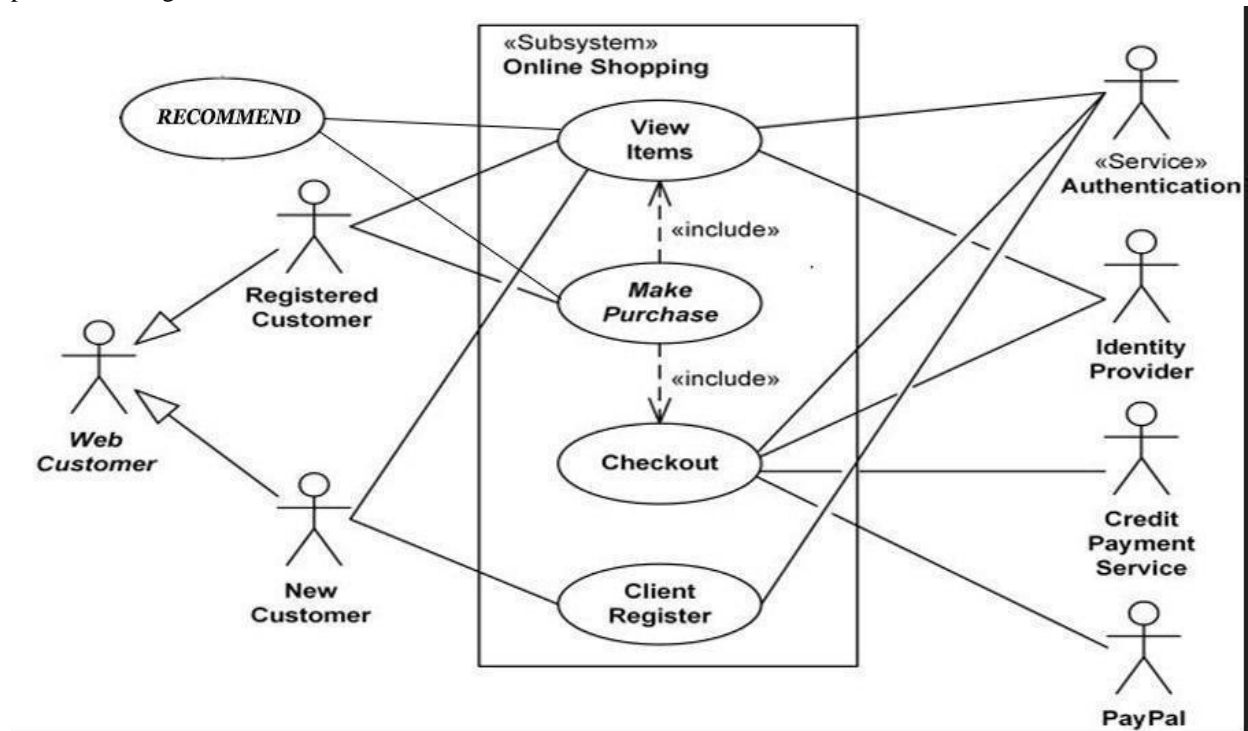 «Subsystem»
Online Shopping
RECOMMEND
View
Items
«Service»
Authentication
«include»
Registered
Customer
Make
Purchase
Identity
Provider
«include»
Web
Customer
Checkout
Credit
Payment
Service
New
Customer
Client
Register
PayPal